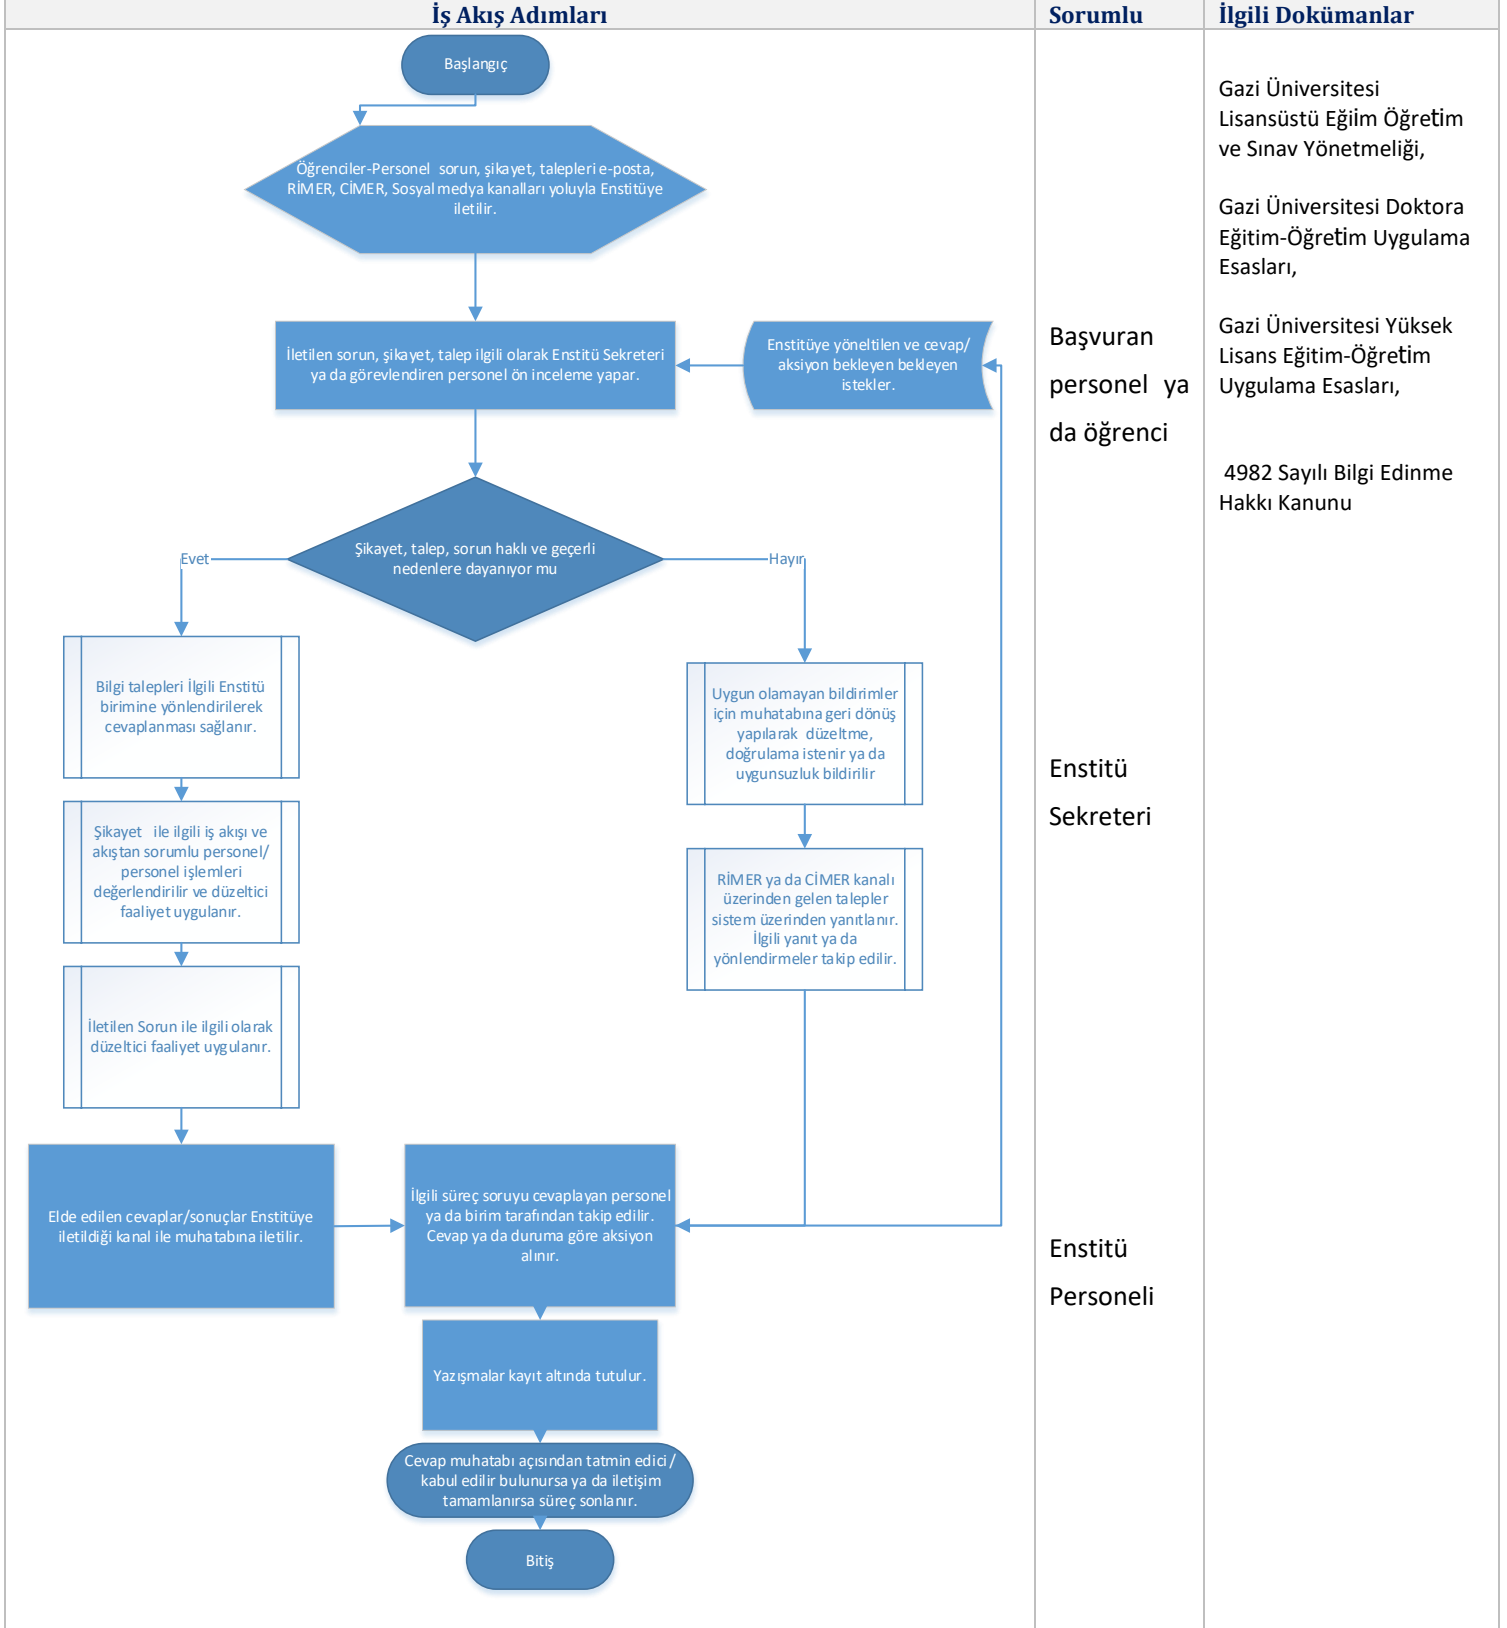 İş Akış Adımları
Sorumlu
İlgili Dokümanlar
Başlangıç
Öğrenciler-Personel sorun, şikayet, talepleri e-posta,
RİMER, CİMER, Sosyal medya kanalları yoluyla Enstitüye
iletilir.
İletilen sorun, şikayet, talep ilgili olarak Enstitü Sekreteri
ya da görevlendiren personel ön inceleme yapar.
Enstitüye yöneltilen ve cevap/
aksiyon bekleyen bekleyen
istekler.
Şikayet, talep, sorun haklı ve geçerli
nedenlere dayanıyor mu
Evet
Hayır
Bilgi talepleri İlgili Enstitü
birimine yönlendirilerek
cevaplanması sağlanır.
Şikayet ile ilgili iş akışı ve
akıştan sorumlu personel/
personel işlemleri
değerlendirilir ve düzeltici
faaliyet uygulanır.
İletilen Sorun ile ilgili olarak
düzeltici faaliyet uygulanır.
Uygun olamayan bildirimler
için muhatabına geri dönüş
yapılarak düzeltme,
doğrulama istenir ya da
uygunsuzluk bildirilir
RİMER ya da CİMER kanalı
üzerinden gelen talepler
sistem üzerinden yanıtlanır.
İlgili yanıt ya da
yönlendirmeler takip edilir.
Elde edilen cevaplar/sonuçlar Enstitüye
iletildiği kanal ile muhatabına iletilir.
İlgili süreç soruyu cevaplayan personel
ya da birim tarafından takip edilir.
Cevap ya da duruma göre aksiyon
alınır.
Yazışmalar kayıt altında tutulur.
Cevap muhatabı açısından tatmin edici/
kabul edilir bulunursa ya da iletişim
tamamlanırsa süreç sonlanır.
Bitiş
Başvuran
personel ya
da öğrenci
Enstitü
Sekreteri
Enstitü
Personeli
Gazi Üniversitesi
Lisansüstü Eğiim Öğretim
ve Sınav Yönetmeliği,
Gazi Üniversitesi Doktora
Eğitim-Öğretim Uygulama
Esasları,
Gazi Üniversitesi Yüksek
Lisans Eğitim-Öğretim
Uygulama Esasları,
4982 Sayılı Bilgi Edinme
Hakkı Kanunu